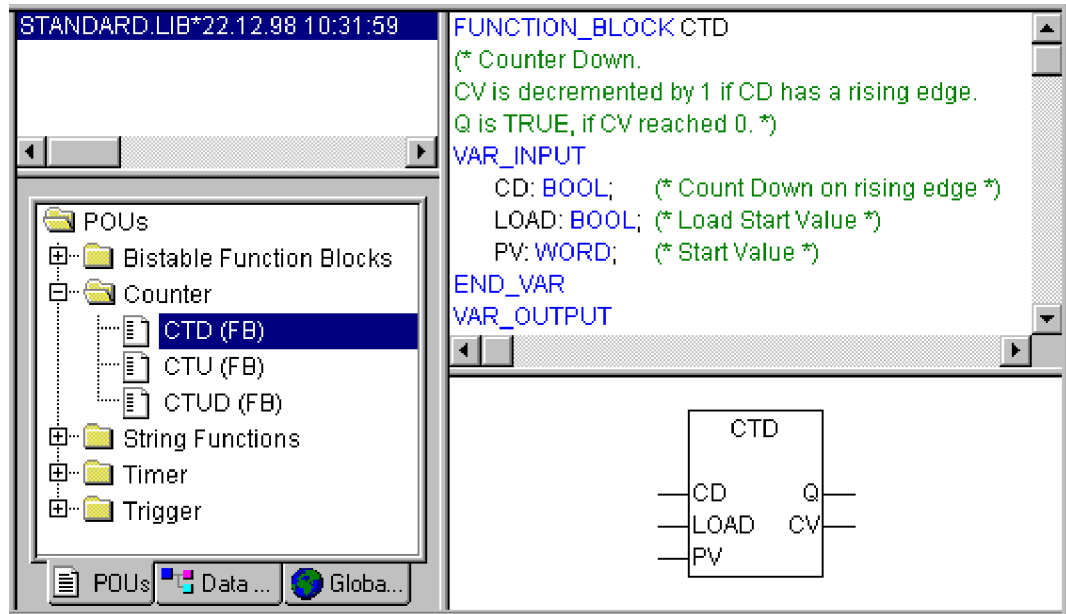 STANDARD.LIB*22.12.98 10:31:59
POUs
Bistable Function Blocks
Counter
CTD (FB)
CTU (FB)
CTUD (FB)
String Functions
Timer
Trigger
POUs
Data ...
Globa...
FUNCTION_BLOCK CTD
(* Counter Down.
CV is decremented by 1 if CD has a rising edge.
Q is TRUE, if CV reached 0. *)
VAR_INPUT
CD: BOOL; (* Count Down on rising edge *)
LOAD: BOOL; (* Load Start Value *)
PV: WORD; (* Start Value *)
END_VAR
VAR_OUTPUT
CTD
CD Q
LOAD CV
PV